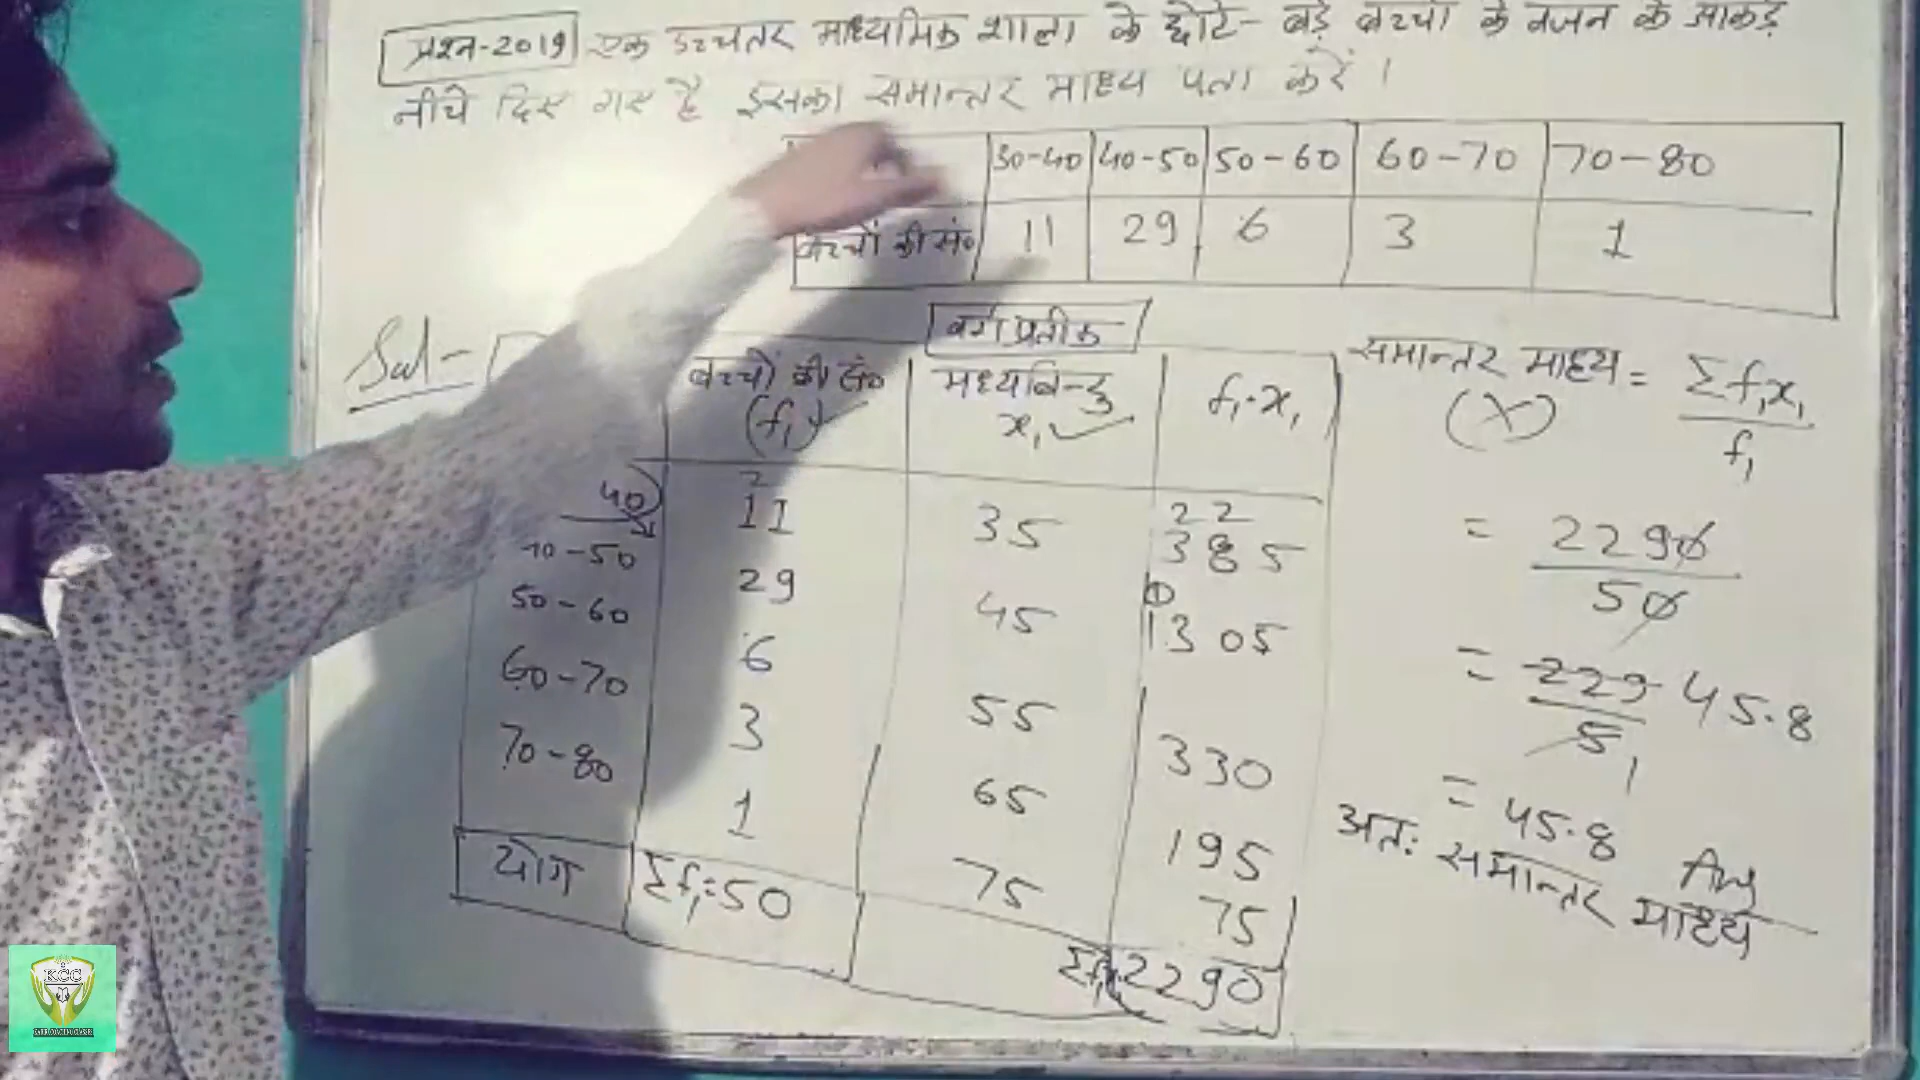 प्रश्न-2019 एक उच्चतर माध्यमिक शाला के छोटे-बड़े बच्चों के वजन के आकड़े
नीचे दिए गए है इसका समान्तर माध्य पता करें ।
30-40 40-50 50-60 60-70 70-80
बच्चों की सं० 11 29 6 3 1
Sol-
वर्ग प्रतीक
बच्चों की सं० (f₁) मध्यबिन्दु x₁ f₁.x₁
40 11 35 385
40-50 29 45 1305
50-60 6 55 330
60-70 3 65 195
70-80 1 75 75
योग Σf₁=50 2290
समान्तर माध्य = Σf₁x₁
(X) f₁
= 2290
50
= 229 45.8
5 1
= 45.8 Ans
अतः समान्तर माध्य
KCC